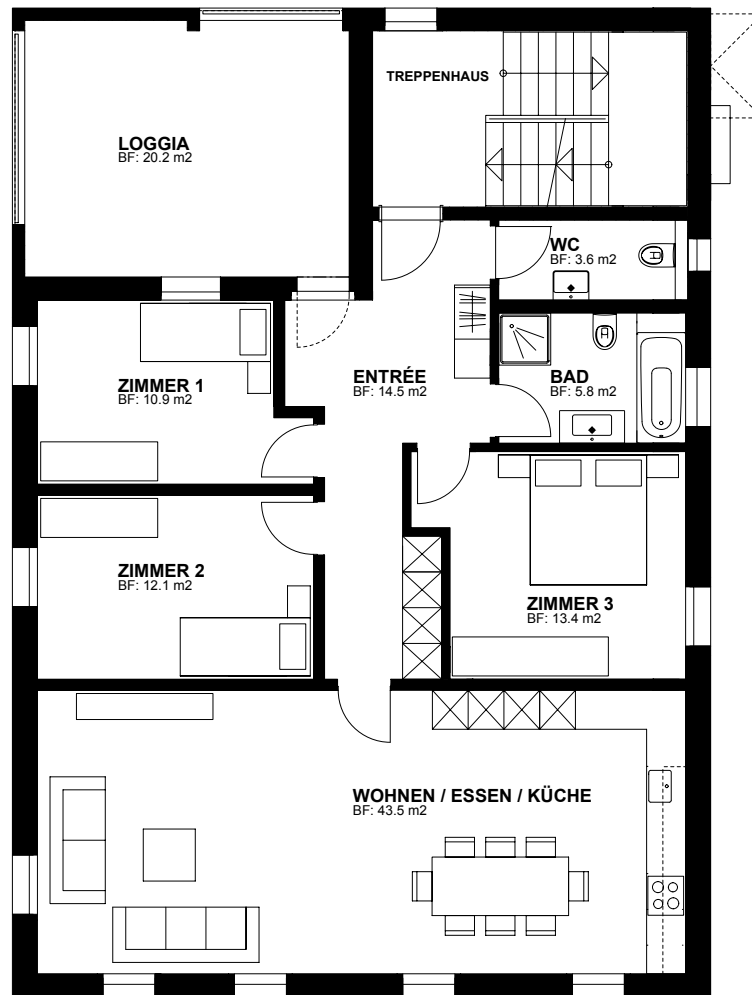 TREPPENHAUS
LOGGIA
BF: 20.2 m2
WC
BF: 3.6 m2
ZIMMER 1
BF: 10.9 m2
ENTRÉE
BF: 14.5 m2
BAD
BF: 5.8 m2
ZIMMER 2
BF: 12.1 m2
ZIMMER 3
BF: 13.4 m2
WOHNEN / ESSEN / KÜCHE
BF: 43.5 m2